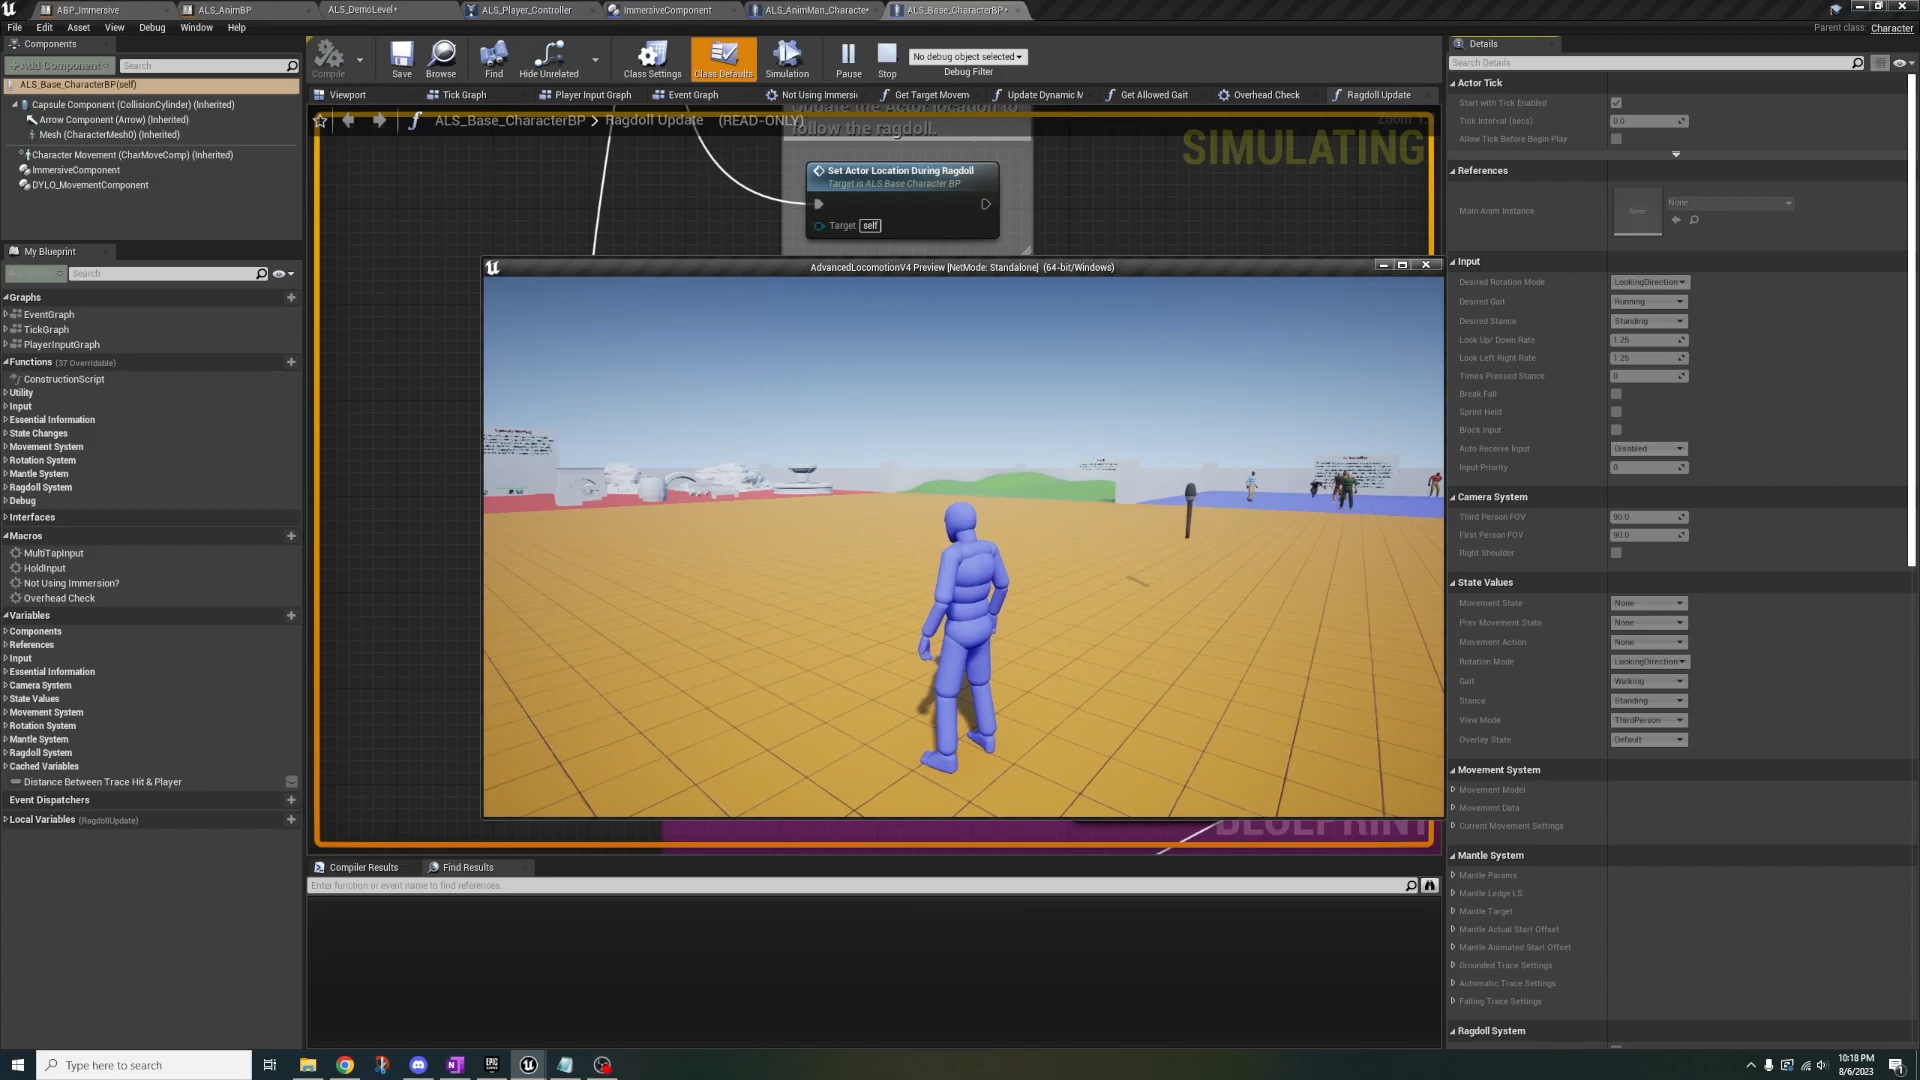 ABP_Immersive
ALS_AnimBP
ALS_DemoLevel*
ALS_Player_Controller
ImmersiveComponent
ALS_AnimMan_Characte*
ALS_Base_CharacterBP*
File Edit Asset View Debug Window Help
Parent class: Character
Components
+Add Component
Search
ALS_Base_CharacterBP(self)
Capsule Component (CollisionCylinder) (Inherited)
Arrow Component (Arrow) (Inherited)
Mesh (CharacterMesh0) (Inherited)
Character Movement (CharMoveComp) (Inherited)
ImmersiveComponent
DYLO_MovementComponent
My Blueprint
Search
Graphs
EventGraph
TickGraph
PlayerInputGraph
Functions (37 Overridable)
ConstructionScript
Utility
Input
Essential Information
State Changes
Movement System
Rotation System
Mantle System
Ragdoll System
Debug
Interfaces
Macros
MultiTapInput
HoldInput
Not Using Immersion?
Overhead Check
Variables
Components
References
Input
Essential Information
Camera System
State Values
Movement System
Rotation System
Mantle System
Ragdoll System
Cached Variables
Distance Between Trace Hit & Player
Event Dispatchers
Local Variables (RagdollUpdate)
Compile
Save
Browse
Find
Hide Unrelated
Class Settings
Class Defaults
Simulation
Pause
Stop
No debug object selected
Debug Filter
Viewport
Tick Graph
Player Input Graph
Event Graph
Not Using Immersi
Get Target Movem
Update Dynamic M
Get Allowed Gait
Overhead Check
Ragdoll Update
ALS_Base_CharacterBP > Ragdoll Update (READ-ONLY)
Update the Actor location to
follow the ragdoll.
SIMULATING
Set Actor Location During Ragdoll
Target is ALS Base Character BP
Target self
AdvancedLocomotionV4 Preview [NetMode: Standalone] (64-bit/Windows)
BLUEPRINT
Compiler Results
Find Results
Enter function or event name to find references...
Details
Search Details
Actor Tick
Start with Tick Enabled
Tick Interval (secs) 0.0
Allow Tick Before Begin Play
References
Main Anim Instance
None
None
Input
Desired Rotation Mode LookingDirection
Desired Gait Running
Desired Stance Standing
Look Up/ Down Rate 1.25
Look Left Right Rate 1.25
Times Pressed Stance 0
Break Fall
Sprint Held
Block Input
Auto Receive Input Disabled
Input Priority 0
Camera System
Third Person FOV 90.0
First Person FOV 90.0
Right Shoulder
State Values
Movement State None
Prev Movement State None
Movement Action None
Rotation Mode LookingDirection
Gait Walking
Stance Standing
View Mode ThirdPerson
Overlay State Default
Movement System
Movement Model
Movement Data
Current Movement Settings
Mantle System
Mantle Params
Mantle Ledge LS
Mantle Target
Mantle Actual Start Offset
Mantle Animated Start Offset
Grounded Trace Settings
Automatic Trace Settings
Falling Trace Settings
Ragdoll System
Type here to search
10:18 PM
8/6/2023